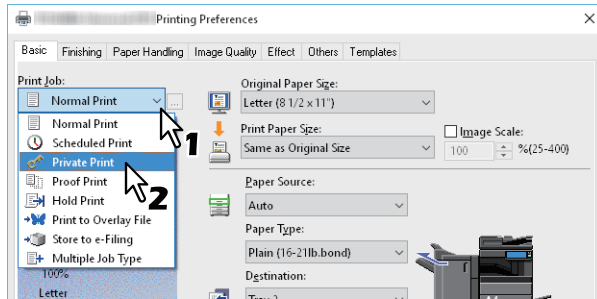 Printing Preferences
Basic Finishing Paper Handling Image Quality Effect Others Templates
Print Job:
Normal Print
...
Normal Print
Scheduled Print
Private Print
Proof Print
Hold Print
Print to Overlay File
Store to e-Filing
Multiple Job Type
100%
Letter
1
2
Original Paper Size:
Letter (8 1/2 x 11")
Print Paper Size:
Same as Original Size
Image Scale:
100 %(25-400)
Paper Source:
Auto
Paper Type:
Plain (16-21lb.bond)
Destination: